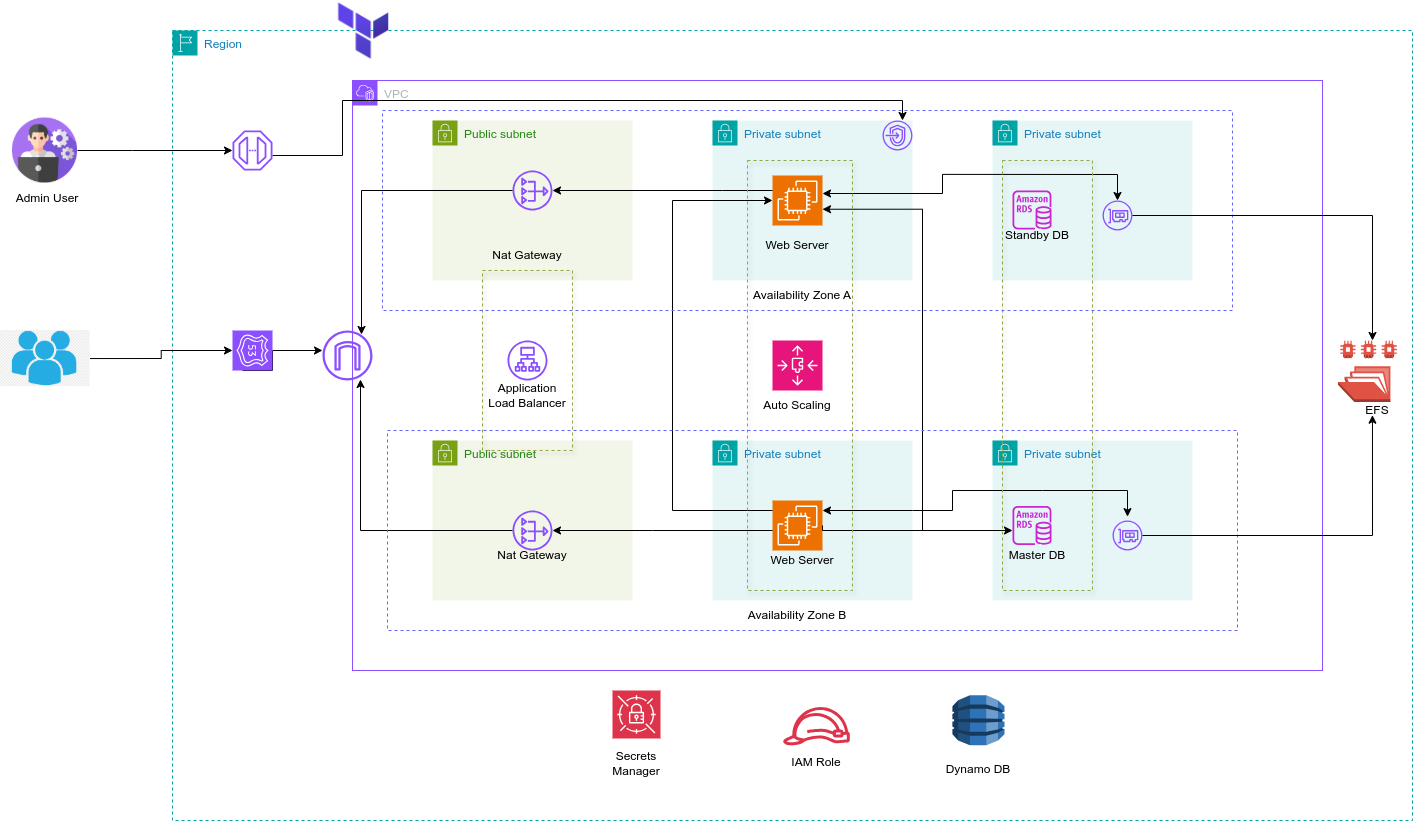 Region
VPC
Public subnet
Private subnet
Private subnet
Admin User
Amazon
RDS
Standby DB
Web Server
Nat Gateway
Availability Zone A
53
Application
Load Balancer
Auto Scaling
EFS
Public subnet
Private subnet
Private subnet
Amazon
RDS
Nat Gateway
Web Server
Master DB
Availability Zone B
Secrets
Manager
IAM Role
Dynamo DB